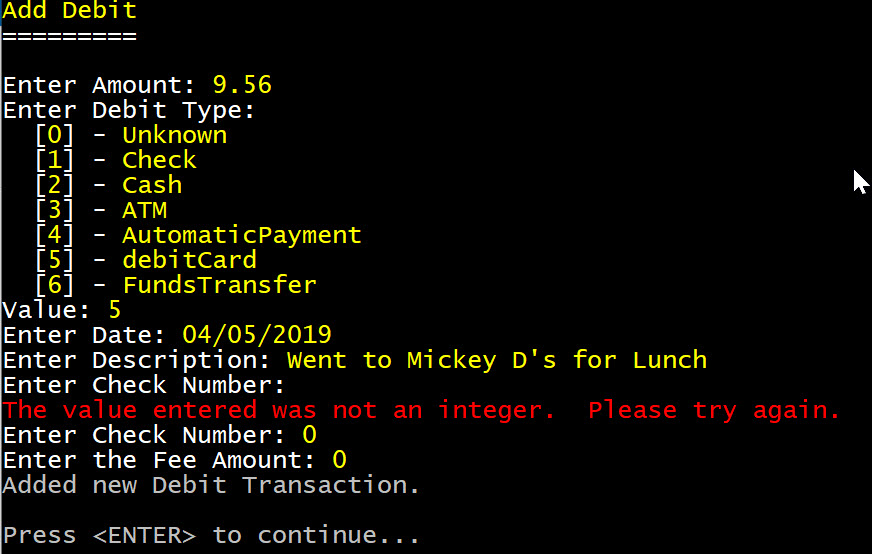 Add Debit
=========
Enter Amount: 9.56
Enter Debit Type:
[0] - Unknown
[1] - Check
[2] - Cash
[3] - ATM
[4] - AutomaticPayment
[5] - debitCard
[6] - FundsTransfer
Value: 5
Enter Date: 04/05/2019
Enter Description: Went to Mickey D's for Lunch
Enter Check Number:
The value entered was not an integer.  Please try again.
Enter Check Number: 0
Enter the Fee Amount: 0
Added new Debit Transaction.
Press <ENTER> to continue...